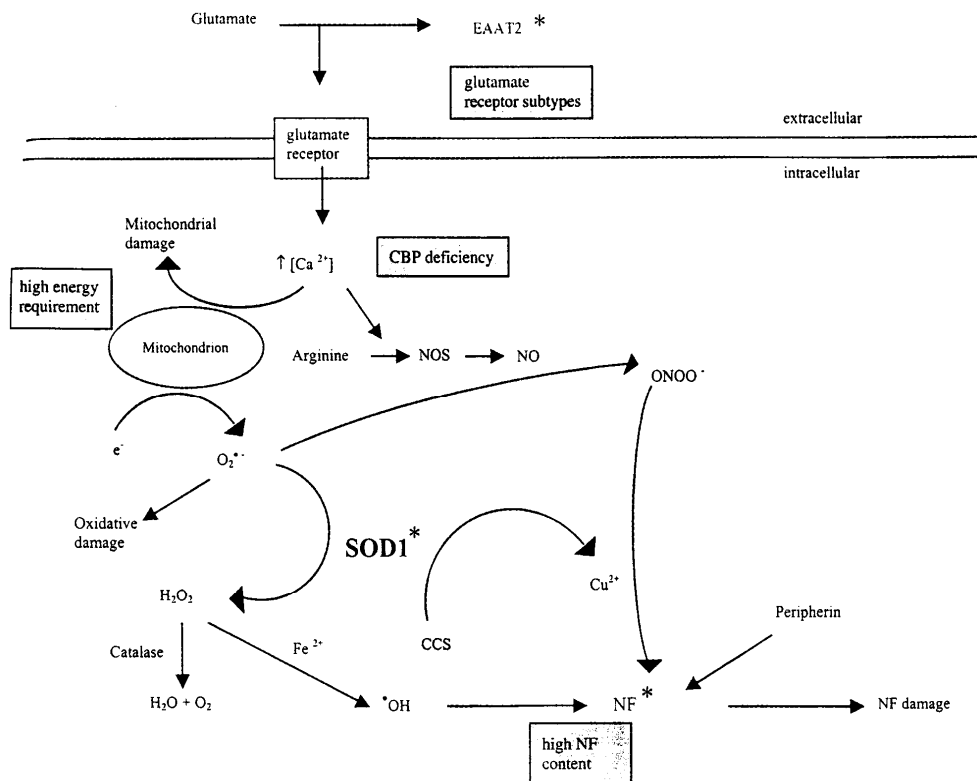 Glutamate
EAAT2 *
glutamate
receptor subtypes
extracellular
glutamate
receptor
intracellular
Mitochondrial
damage
↑ [Ca 2+]
CBP deficiency
high energy
requirement
Mitochondrion
Arginine
NOS
NO
ONOO -
e-
O2•-
Oxidative
damage
SOD1*
Cu2+
H2O2
Peripherin
Catalase
Fe 2+
CCS
H2O + O2
•OH
NF *
NF damage
high NF
content